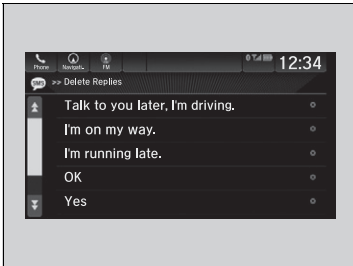 Phone
Navigati..
FM
12:34
SMS
>> Delete Replies
Talk to you later, I'm driving.
I'm on my way.
I'm running late.
OK
Yes